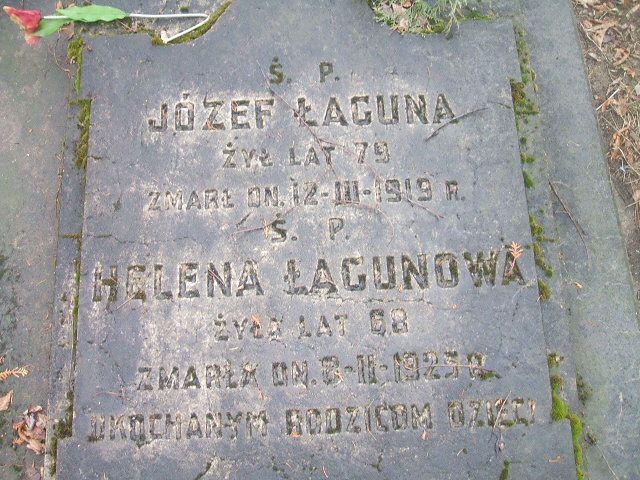 Ś. P.
JÓZEF ŁAGUNA
ŻYŁ LAT 79
ZMARŁ DN. 12-III-1919 R.
Ś. P.
HELENA ŁAGUNOWA
ŻYŁA LAT 68
ZMARŁA DN. 8-II-1925 R.
UKOCHANYM RODZICOM DZIECI